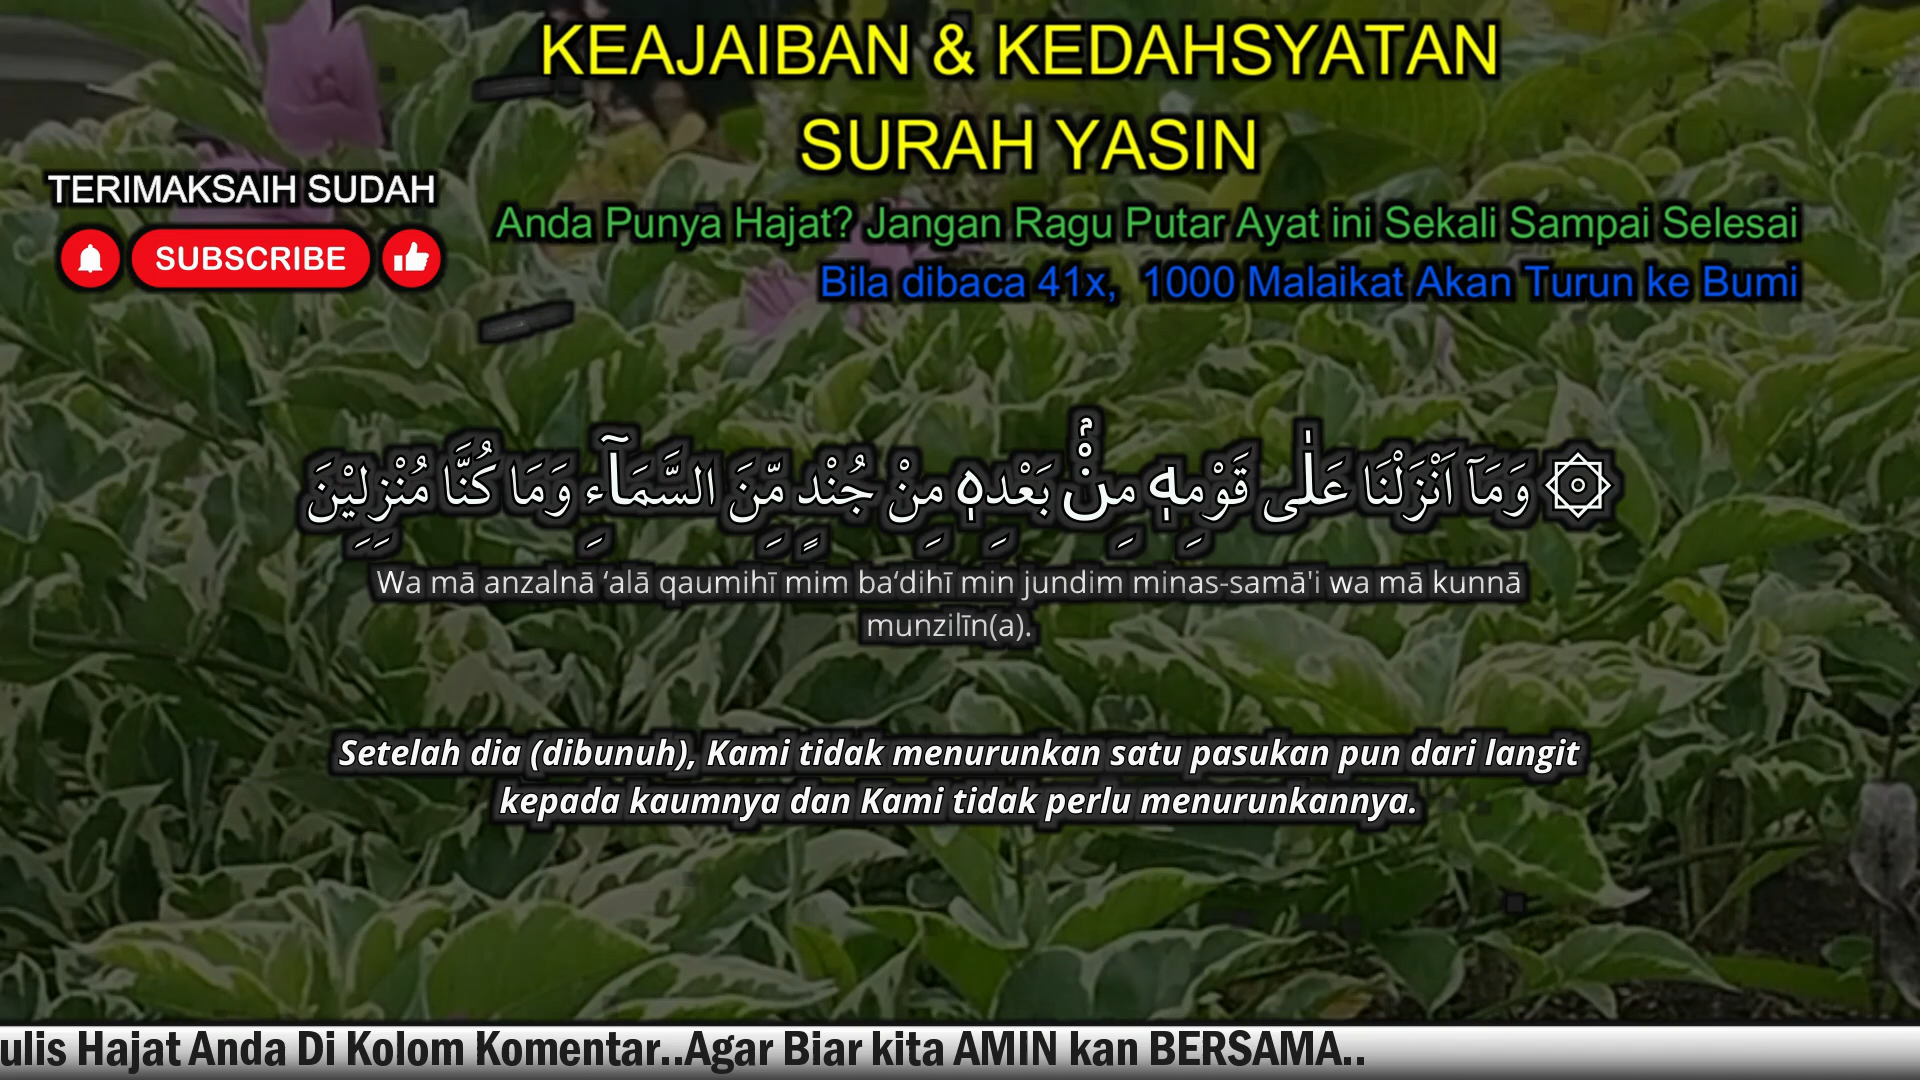 KEAJAIBAN & KEDAHSYATAN
SURAH YASIN
TERIMAKSAIH SUDAH
SUBSCRIBE
Anda Punya Hajat? Jangan Ragu Putar Ayat ini Sekali Sampai Selesai
Bila dibaca 41x, 1000 Malaikat Akan Turun ke Bumi
۞ وَمَآ اَنْزَلْنَا عَلٰى قَوْمِهٖ مِنْۢ بَعْدِهٖ مِنْ جُنْدٍ مِّنَ السَّمَاۤءِ وَمَا كُنَّا مُنْزِلِيْنَ
Wa mā anzalnā ‘alā qaumihī mim ba‘dihī min jundim minas-samā'i wa mā kunnā
munzilīn(a).
Setelah dia (dibunuh), Kami tidak menurunkan satu pasukan pun dari langit
kepada kaumnya dan Kami tidak perlu menurunkannya.
ulis Hajat Anda Di Kolom Komentar..Agar Biar kita AMIN kan BERSAMA..